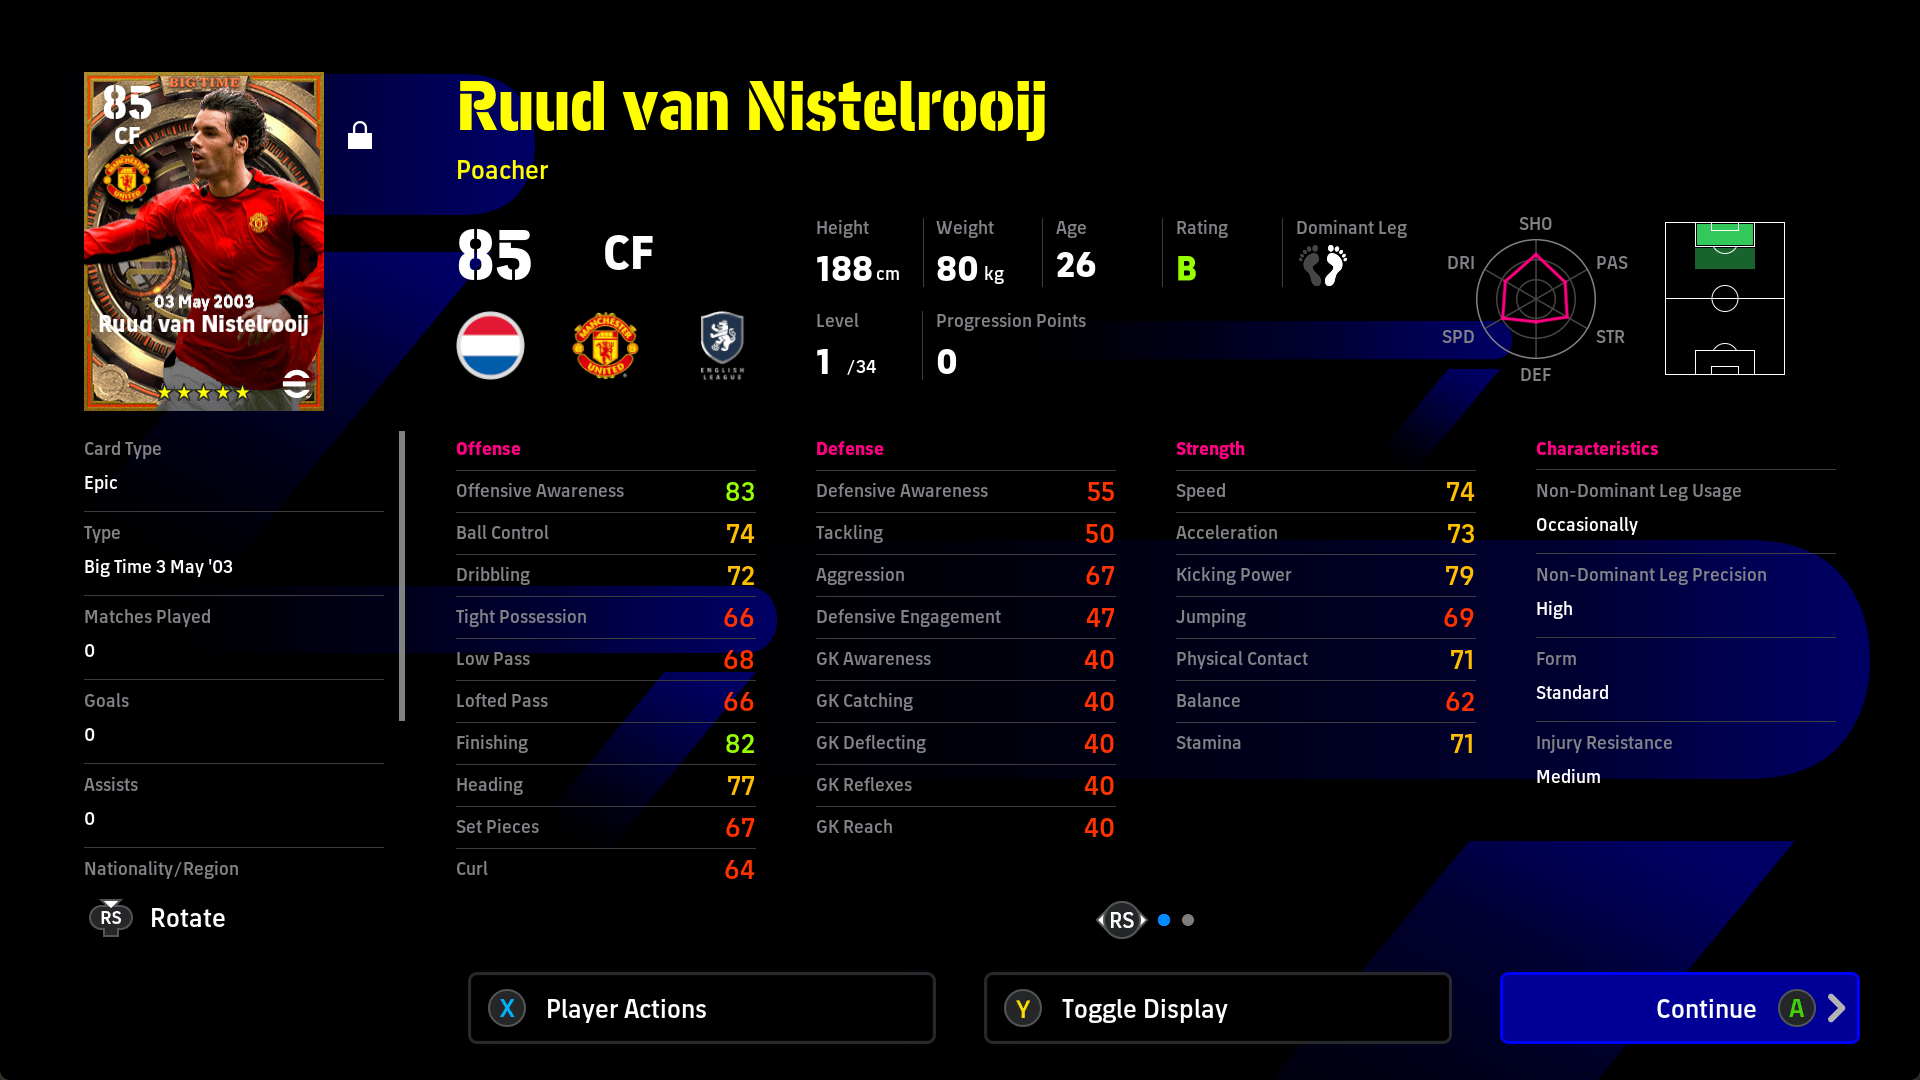 BIG TIME
85
CF
MANCHESTER
UNITED
03 May 2003
Ruud van Nistelrooij
Ruud van Nistelrooij
Poacher
85
CF
Height
188 cm
Weight
80 kg
Age
26
Rating
B
Dominant Leg
MANCHESTER
UNITED
ENGLISH
LEAGUE
Level
1 /34
Progression Points
0
SHO
PAS
STR
DEF
SPD
DRI
Card Type
Epic
Type
Big Time 3 May '03
Matches Played
0
Goals
0
Assists
0
Nationality/Region
RS Rotate
Offense
Offensive Awareness 83
Ball Control 74
Dribbling 72
Tight Possession 66
Low Pass 68
Lofted Pass 66
Finishing 82
Heading 77
Set Pieces 67
Curl 64
Defense
Defensive Awareness 55
Tackling 50
Aggression 67
Defensive Engagement 47
GK Awareness 40
GK Catching 40
GK Deflecting 40
GK Reflexes 40
GK Reach 40
Strength
Speed 74
Acceleration 73
Kicking Power 79
Jumping 69
Physical Contact 71
Balance 62
Stamina 71
Characteristics
Non-Dominant Leg Usage
Occasionally
Non-Dominant Leg Precision
High
Form
Standard
Injury Resistance
Medium
RS
X Player Actions
Y Toggle Display
Continue A